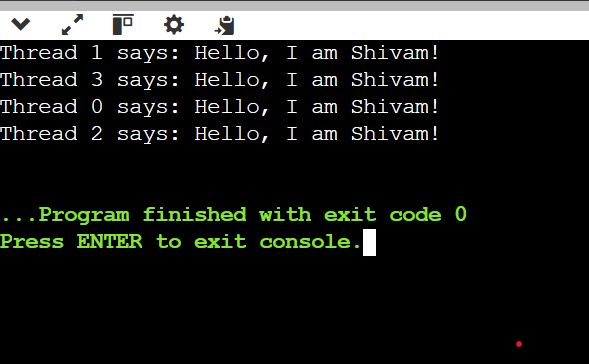 Thread 1 says: Hello, I am Shivam!
Thread 3 says: Hello, I am Shivam!
Thread 0 says: Hello, I am Shivam!
Thread 2 says: Hello, I am Shivam!
...Program finished with exit code 0
Press ENTER to exit console.